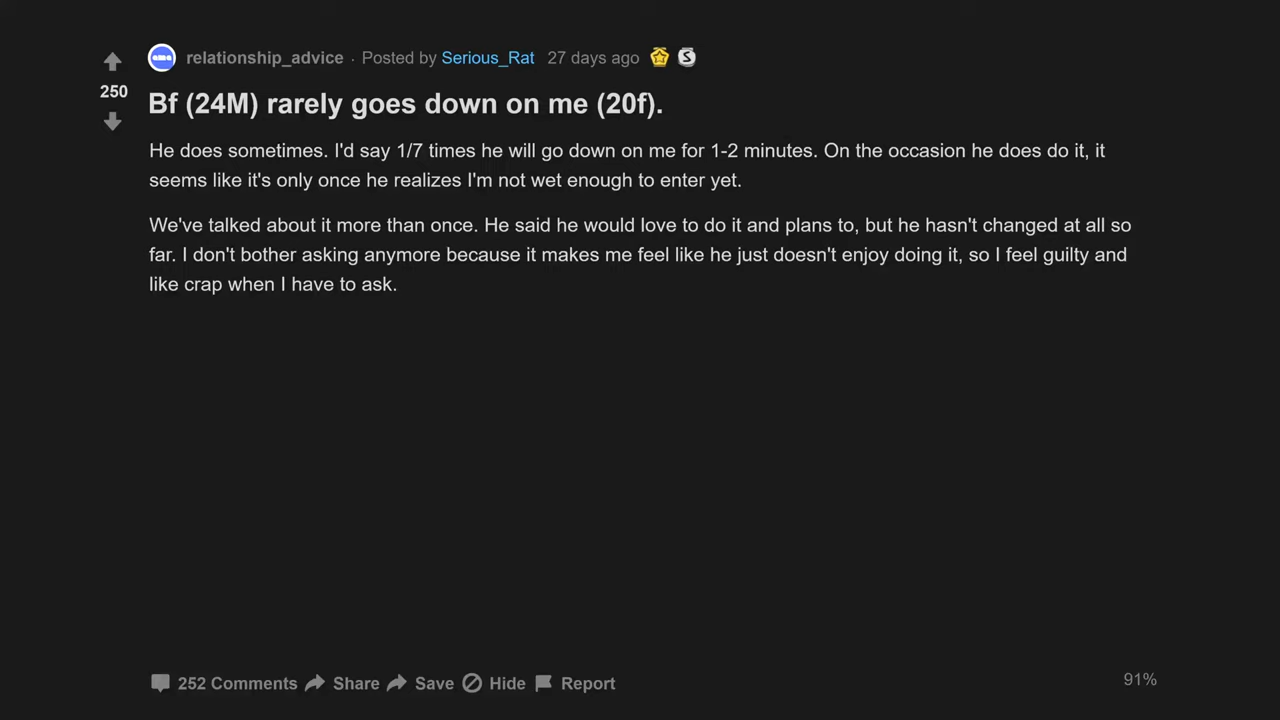 relationship_advice · Posted by Serious_Rat 27 days ago
250
Bf (24M) rarely goes down on me (20f).
He does sometimes. I'd say 1/7 times he will go down on me for 1-2 minutes. On the occasion he does do it, it
seems like it's only once he realizes I'm not wet enough to enter yet.
We've talked about it more than once. He said he would love to do it and plans to, but he hasn't changed at all so
far. I don't bother asking anymore because it makes me feel like he just doesn't enjoy doing it, so I feel guilty and
like crap when I have to ask.
252 Comments Share Save Hide Report
91%